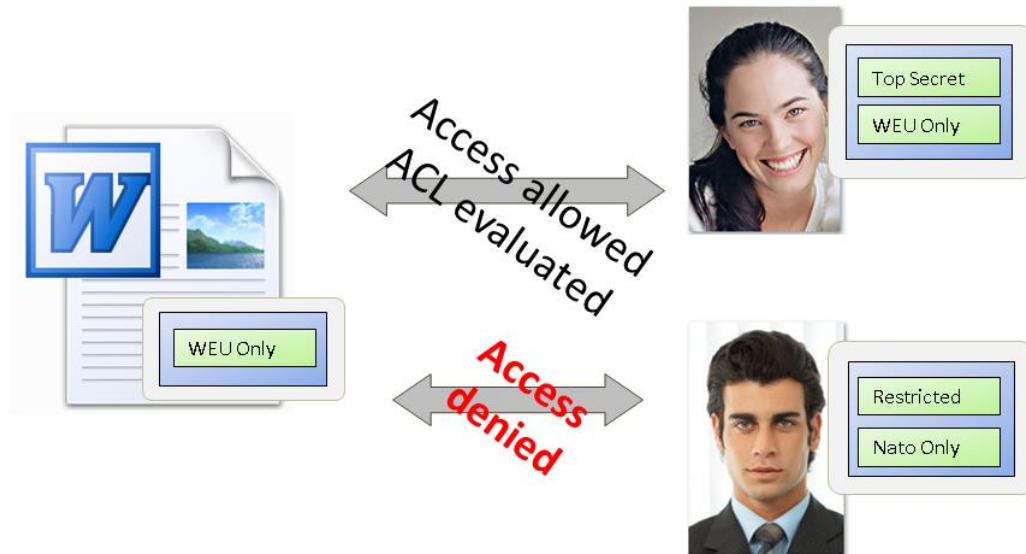 W
WEU Only
Access allowed
ACL evaluated
Access
denied
Top Secret
WEU Only
Restricted
Nato Only